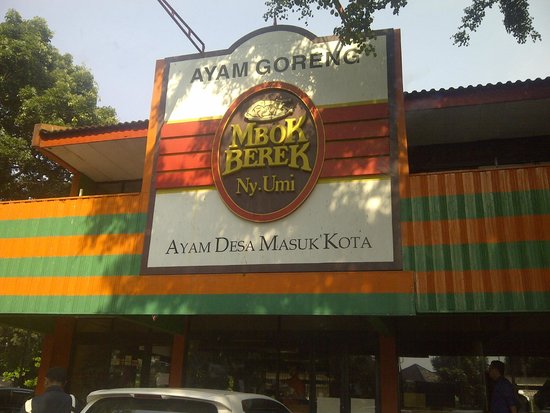 AYAM GORENG
MBOK
BEREK
Ny. Umi
AYAM DESA MASUK KOTA